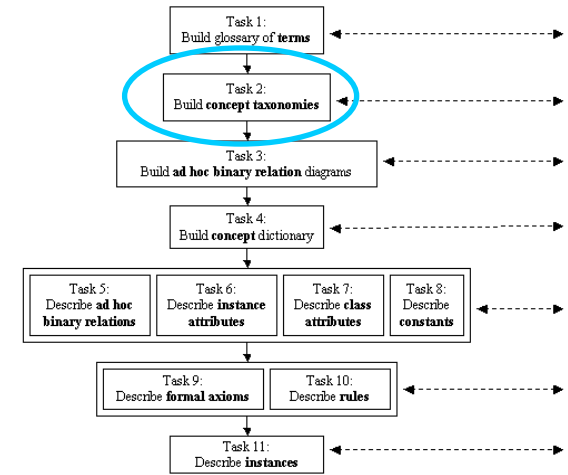 Task 1:
Build glossary of terms
Task 2:
Build concept taxonomies
Task 3:
Build ad hoc binary relation diagrams
Task 4:
Build concept dictionary
Task 5:
Describe ad hoc
binary relations
Task 6:
Describe instance
attributes
Task 7:
Describe class
attributes
Task 8:
Describe
constants
Task 9:
Describe formal axioms
Task 10:
Describe rules
Task 11:
Describe instances